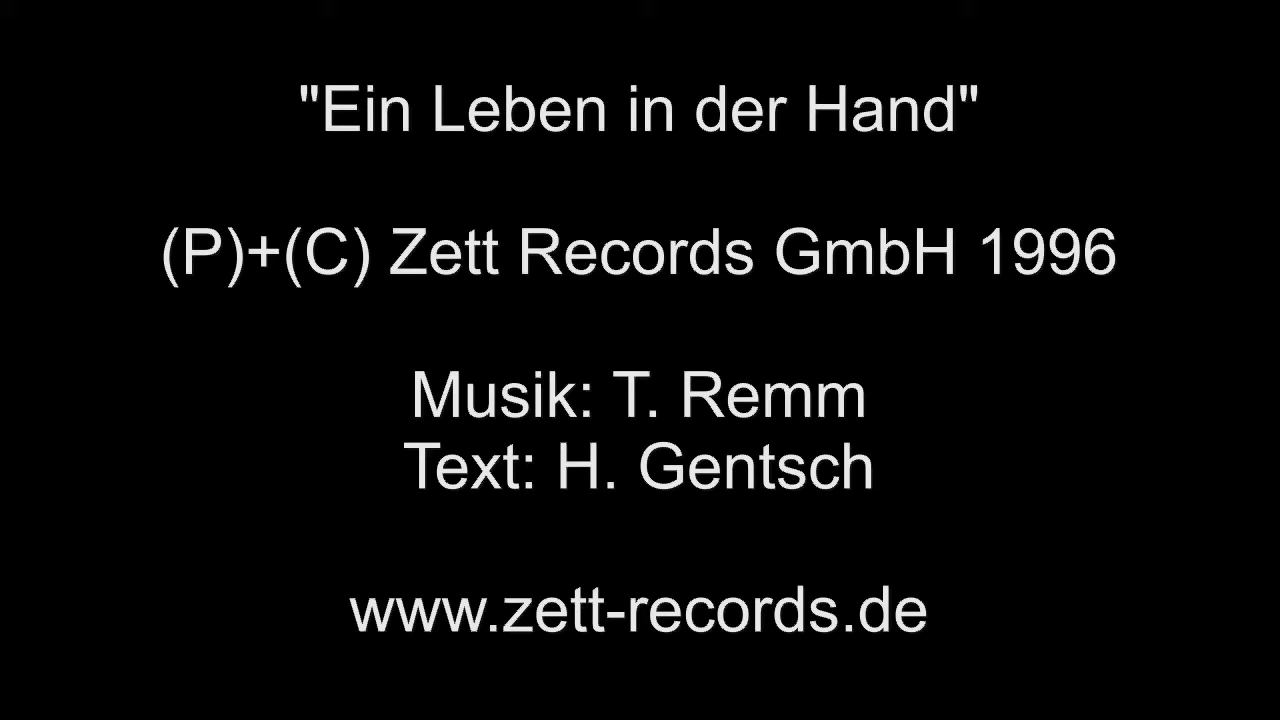 "Ein Leben in der Hand"
(P)+(C) Zett Records GmbH 1996
Musik: T. Remm
Text: H. Gentsch
www.zett-records.de